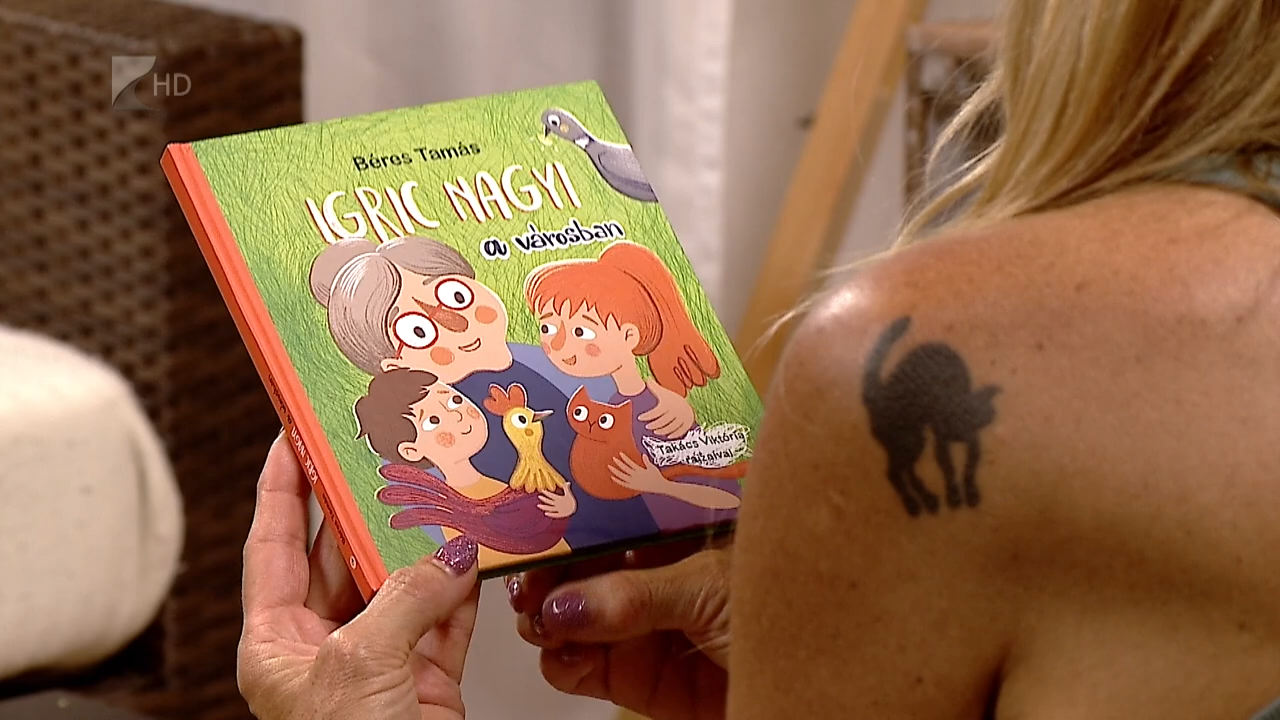 HD
Béres Tamás
IGRIC NAGYI
a városban
Takács Viktória
rajzaival